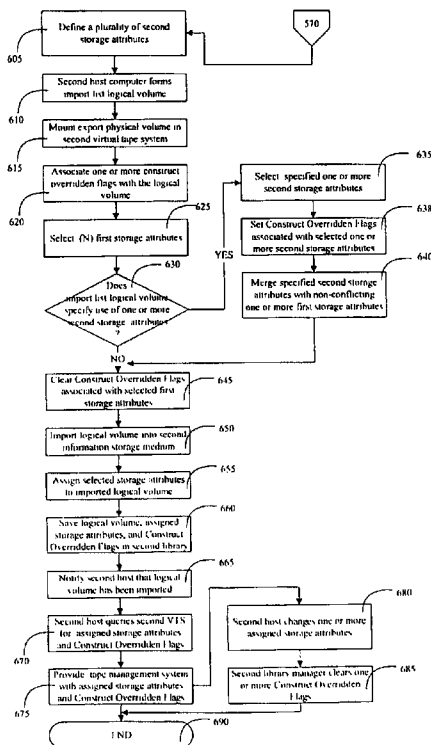 Define a plurality of second
storage attributes
570
605
Second host computer forms
import list logical volume
610
Mount export physical volume in
second virtual tape system
615
Associate one or more construct
overridden flags with the logical
volume
620
625
Select (N) first storage attributes
630
Does
import list logical volume
specify use of one or more
second storage attributes
?
YES
NO
635
Select specified one or more
second storage attributes
638
Set Construct Overridden Flags
associated with selected one or
more second storage attributes
640
Merge specified second storage
attributes with non-conflicting
one or more first storage attributes
645
Clear Construct Overridden Flags
associated with selected first
storage attributes
650
Import logical volume into second
information storage medium
655
Assign selected storage attributes
to imported logical volume
660
Save logical volume, assigned
storage attributes, and Construct
Overridden Flags in second library
665
Notify second host that logical
volume has been imported
Second host queries second VTS
for assigned storage attributes
and Construct Overridden Flags
670
Provide tape management system
with assigned storage attributes
and Construct Overridden Flags
675
680
Second host changes one or more
assigned storage attributes
685
Second library manager clears one
or more Construct Overridden
Flags
END
690